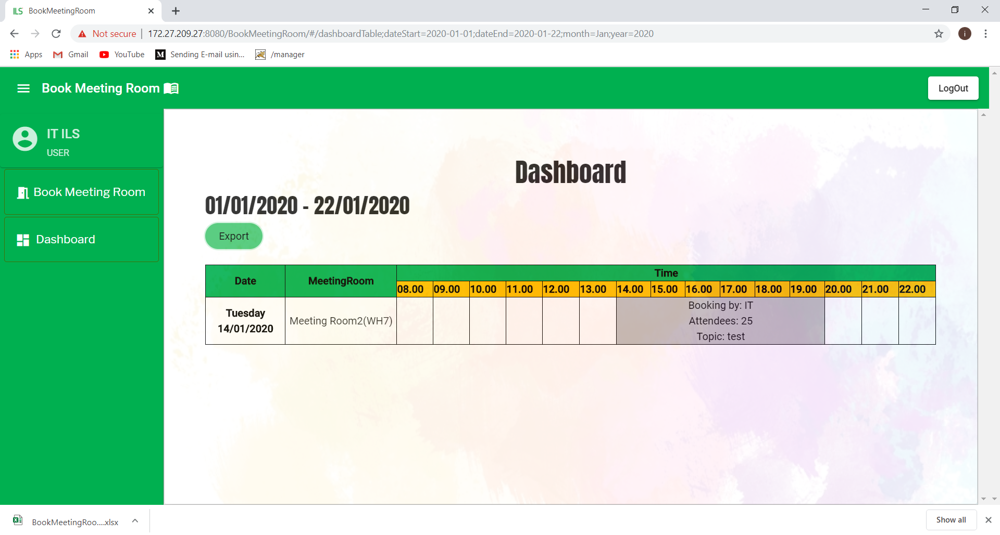 ILS BookMeetingRoom
Not secure 172.27.209.27:8080/BookMeetingRoom/#/dashboardTable;dateStart=2020-01-01;dateEnd=2020-01-22;month=Jan;year=2020
i
Apps Gmail YouTube M Sending E-mail usin... /manager
Book Meeting Room
LogOut
IT ILS
USER
Book Meeting Room
Dashboard
Dashboard
01/01/2020 - 22/01/2020
Export
Date MeetingRoom Time
08.00 09.00 10.00 11.00 12.00 13.00 14.00 15.00 16.00 17.00 18.00 19.00 20.00 21.00 22.00
Tuesday
14/01/2020
Meeting Room2(WH7)
Booking by: IT
Attendees: 25
Topic: test
BookMeetingRoo....xlsx
Show all